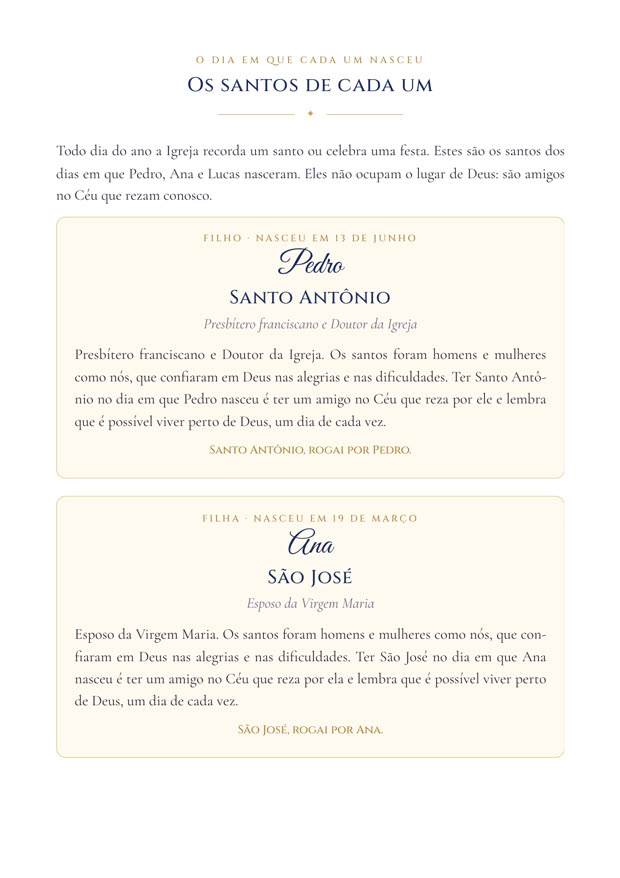 O DIA EM QUE CADA UM NASCEU
Os santos de cada um
Todo dia do ano a Igreja recorda um santo ou celebra uma festa. Estes são os santos dos
dias em que Pedro, Ana e Lucas nasceram. Eles não ocupam o lugar de Deus: são amigos
no Céu que rezam conosco.
FILHO · NASCEU EM 13 DE JUNHO
Pedro
Santo Antônio
Presbítero franciscano e Doutor da Igreja
Presbítero franciscano e Doutor da Igreja. Os santos foram homens e mulheres
como nós, que confiaram em Deus nas alegrias e nas dificuldades. Ter Santo Antô-
nio no dia em que Pedro nasceu é ter um amigo no Céu que reza por ele e lembra
que é possível viver perto de Deus, um dia de cada vez.
Santo Antônio, rogai por Pedro.
FILHA · NASCEU EM 19 DE MARÇO
Ana
São José
Esposo da Virgem Maria
Esposo da Virgem Maria. Os santos foram homens e mulheres como nós, que con-
fiaram em Deus nas alegrias e nas dificuldades. Ter São José no dia em que Ana
nasceu é ter um amigo no Céu que reza por ela e lembra que é possível viver perto
de Deus, um dia de cada vez.
São José, rogai por Ana.